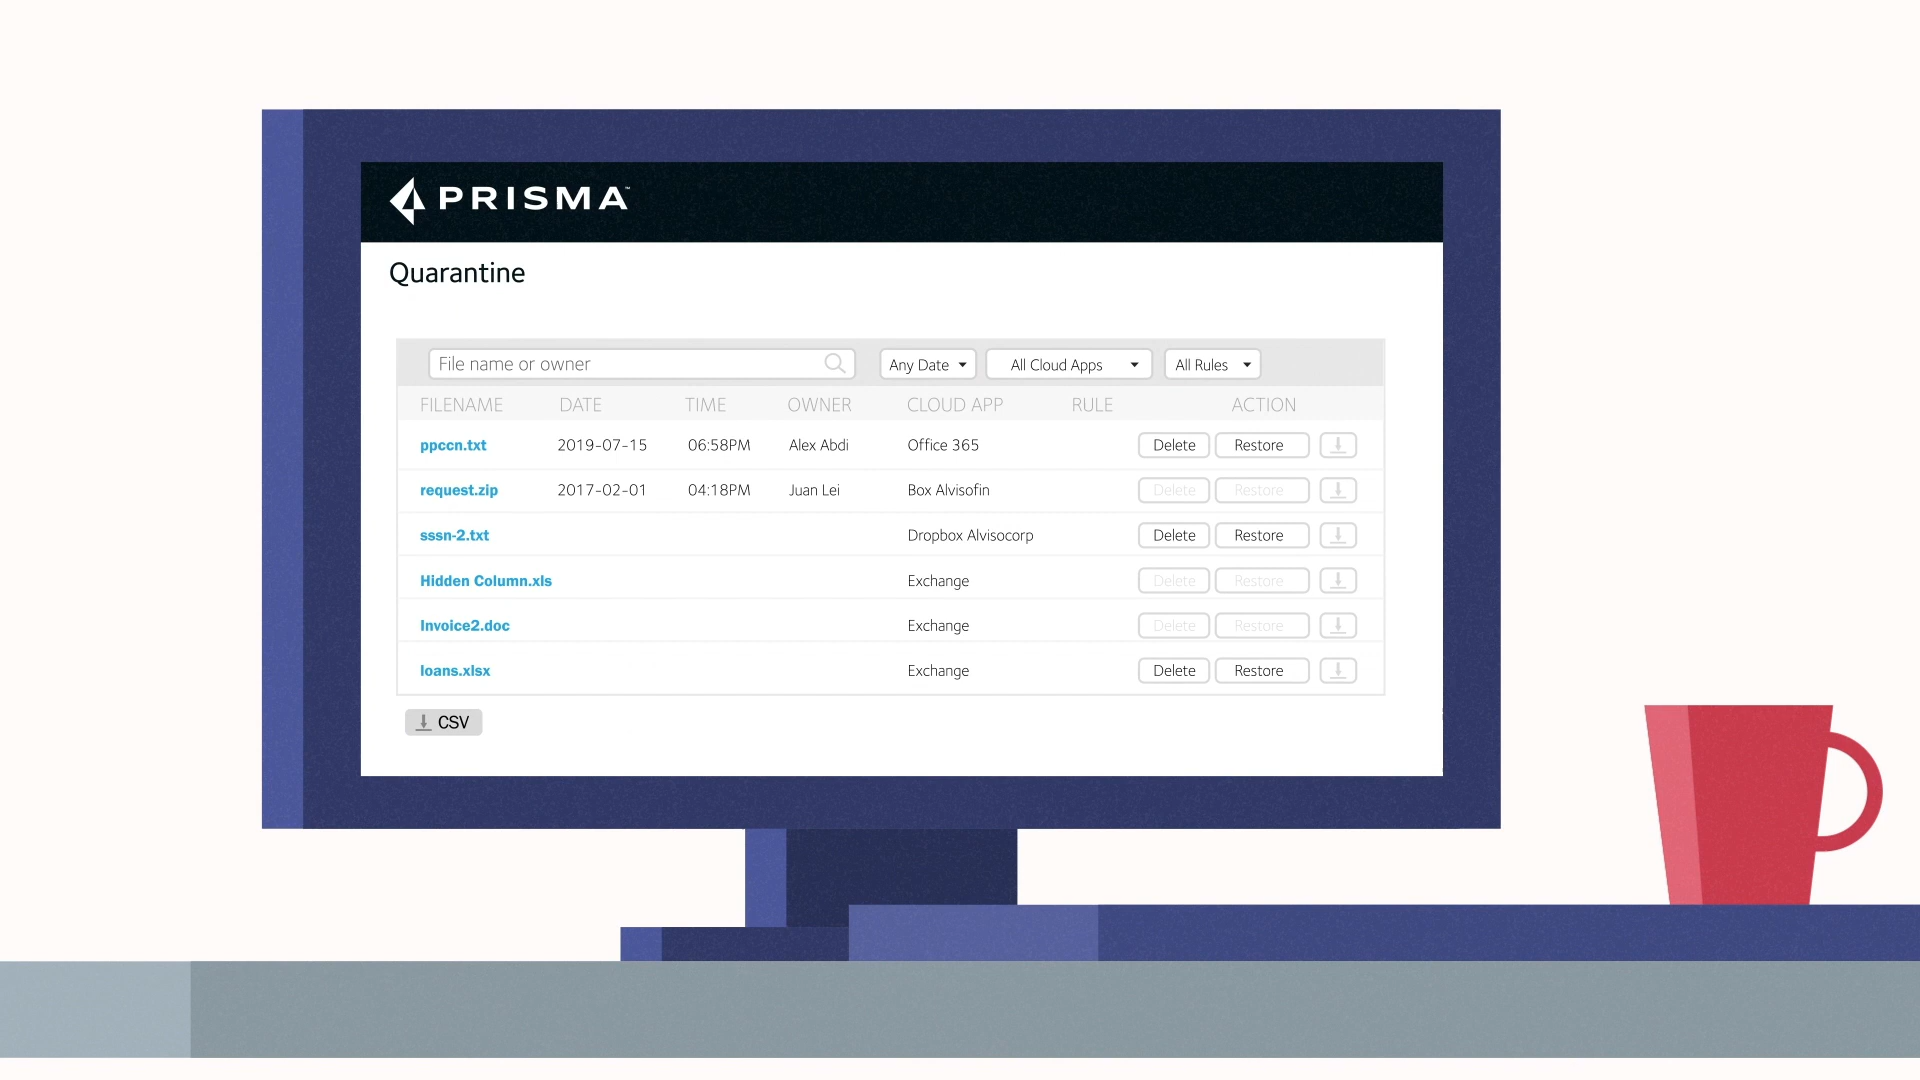 PRISMA™
Quarantine
File name or owner Any Date All Cloud Apps All Rules
FILENAME DATE TIME OWNER CLOUD APP RULE ACTION
ppccn.txt 2019-07-15 06:58PM Alex Abdi Office 365 Delete Restore
request.zip 2017-02-01 04:18PM Juan Lei Box Alvisofin Delete Restore
sssn-2.txt Dropbox Alvisocorp Delete Restore
Hidden Column.xls Exchange Delete Restore
Invoice2.doc Exchange Delete Restore
loans.xlsx Exchange Delete Restore
CSV